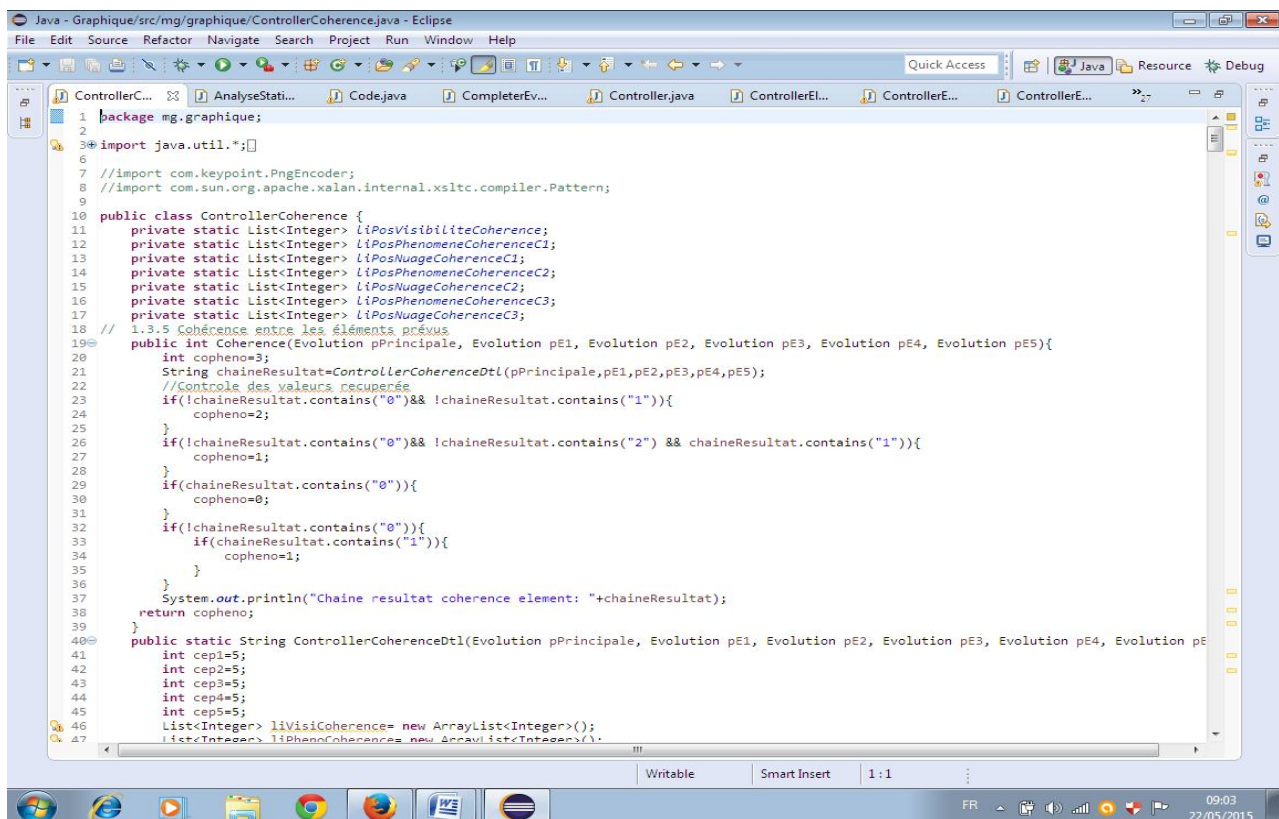 Java - Graphique/src/mg/graphique/ControllerCoherence.java - Eclipse
File Edit Source Refactor Navigate Search Project Run Window Help
Quick Access Java Resource Debug
ControllerC... AnalyseStati... Code.java CompleterEv... Controller.java ControllerEl... ControllerE... ControllerE... »27
1 package mg.graphique;
2
3 import java.util.*;
6
7 //import com.keypoint.PngEncoder;
8 //import com.sun.org.apache.xalan.internal.xsltc.compiler.Pattern;
9
10 public class ControllerCoherence {
11 private static List<Integer> liPosVisibiliteCoherence;
12 private static List<Integer> liPosPhenomeneCoherenceC1;
13 private static List<Integer> liPosNuageCoherenceC1;
14 private static List<Integer> liPosPhenomeneCoherenceC2;
15 private static List<Integer> liPosNuageCoherenceC2;
16 private static List<Integer> liPosPhenomeneCoherenceC3;
17 private static List<Integer> liPosNuageCoherenceC3;
18 // 1.3.5 Cohérence entre les éléments prévus
19 public int Coherence(Evolution pPrincipale, Evolution pE1, Evolution pE2, Evolution pE3, Evolution pE4, Evolution pE5){
20 int copheno=3;
21 String chaineResultat=ControllerCoherenceDtl(pPrincipale,pE1,pE2,pE3,pE4,pE5);
22 //Controle des valeurs recuperée
23 if(!chaineResultat.contains("0")&& !chaineResultat.contains("1")){
24 copheno=2;
25 }
26 if(!chaineResultat.contains("0")&& !chaineResultat.contains("2") && chaineResultat.contains("1")){
27 copheno=1;
28 }
29 if(chaineResultat.contains("0")){
30 copheno=0;
31 }
32 if(!chaineResultat.contains("0")){
33 if(chaineResultat.contains("1")){
34 copheno=1;
35 }
36 }
37 System.out.println("Chaine resultat coherence element: "+chaineResultat);
38 return copheno;
39 }
40 public static String ControllerCoherenceDtl(Evolution pPrincipale, Evolution pE1, Evolution pE2, Evolution pE3, Evolution pE4, Evolution pE
41 int cep1=5;
42 int cep2=5;
43 int cep3=5;
44 int cep4=5;
45 int cep5=5;
46 List<Integer> liVisiCoherence= new ArrayList<Integer>();
47 List<Integer> liPhenoCoherence= new ArrayList<Integer>();
Writable Smart Insert 1:1
FR 09:03
22/05/2015